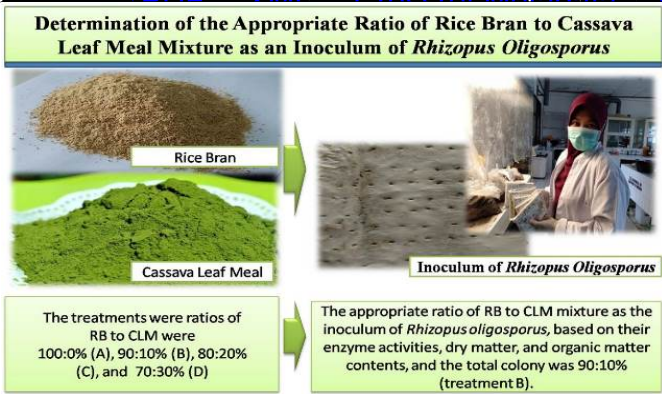 Determination of the Appropriate Ratio of Rice Bran to Cassava
Leaf Meal Mixture as an Inoculum of Rhizopus Oligosporus
Rice Bran
Cassava Leaf Meal
Inoculum of Rhizopus Oligosporus
The treatments were ratios of
RB to CLM were
100:0% (A), 90:10% (B), 80:20%
(C), and 70:30% (D)
The appropriate ratio of RB to CLM mixture as the
inoculum of Rhizopus oligosporus, based on their
enzyme activities, dry matter, and organic matter
contents, and the total colony was 90:10%
(treatment B).